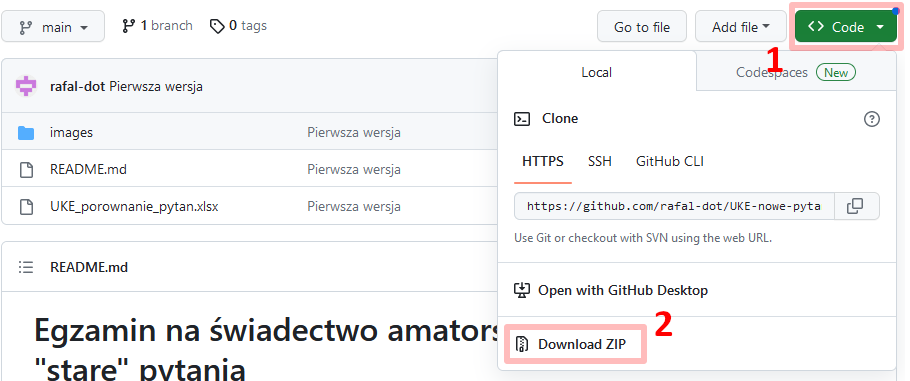 main
1 branch
0 tags
Go to file
Add file
Code
1
rafal-dot Pierwsza wersja
images Pierwsza wersja
README.md Pierwsza wersja
UKE_porownanie_pytan.xlsx Pierwsza wersja
Local
Codespaces New
Clone
HTTPS SSH GitHub CLI
https://github.com/rafal-dot/UKE-nowe-pyta
Use Git or checkout with SVN using the web URL.
Open with GitHub Desktop
2
Download ZIP
README.md
Egzamin na świadectwo amators
"stare" pytania